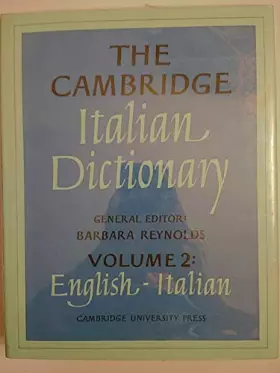 THE
CAMBRIDGE
Italian
Dictionary
GENERAL EDITOR:
BARBARA REYNOLDS
VOLUME 2:
English - Italian
CAMBRIDGE UNIVERSITY PRESS